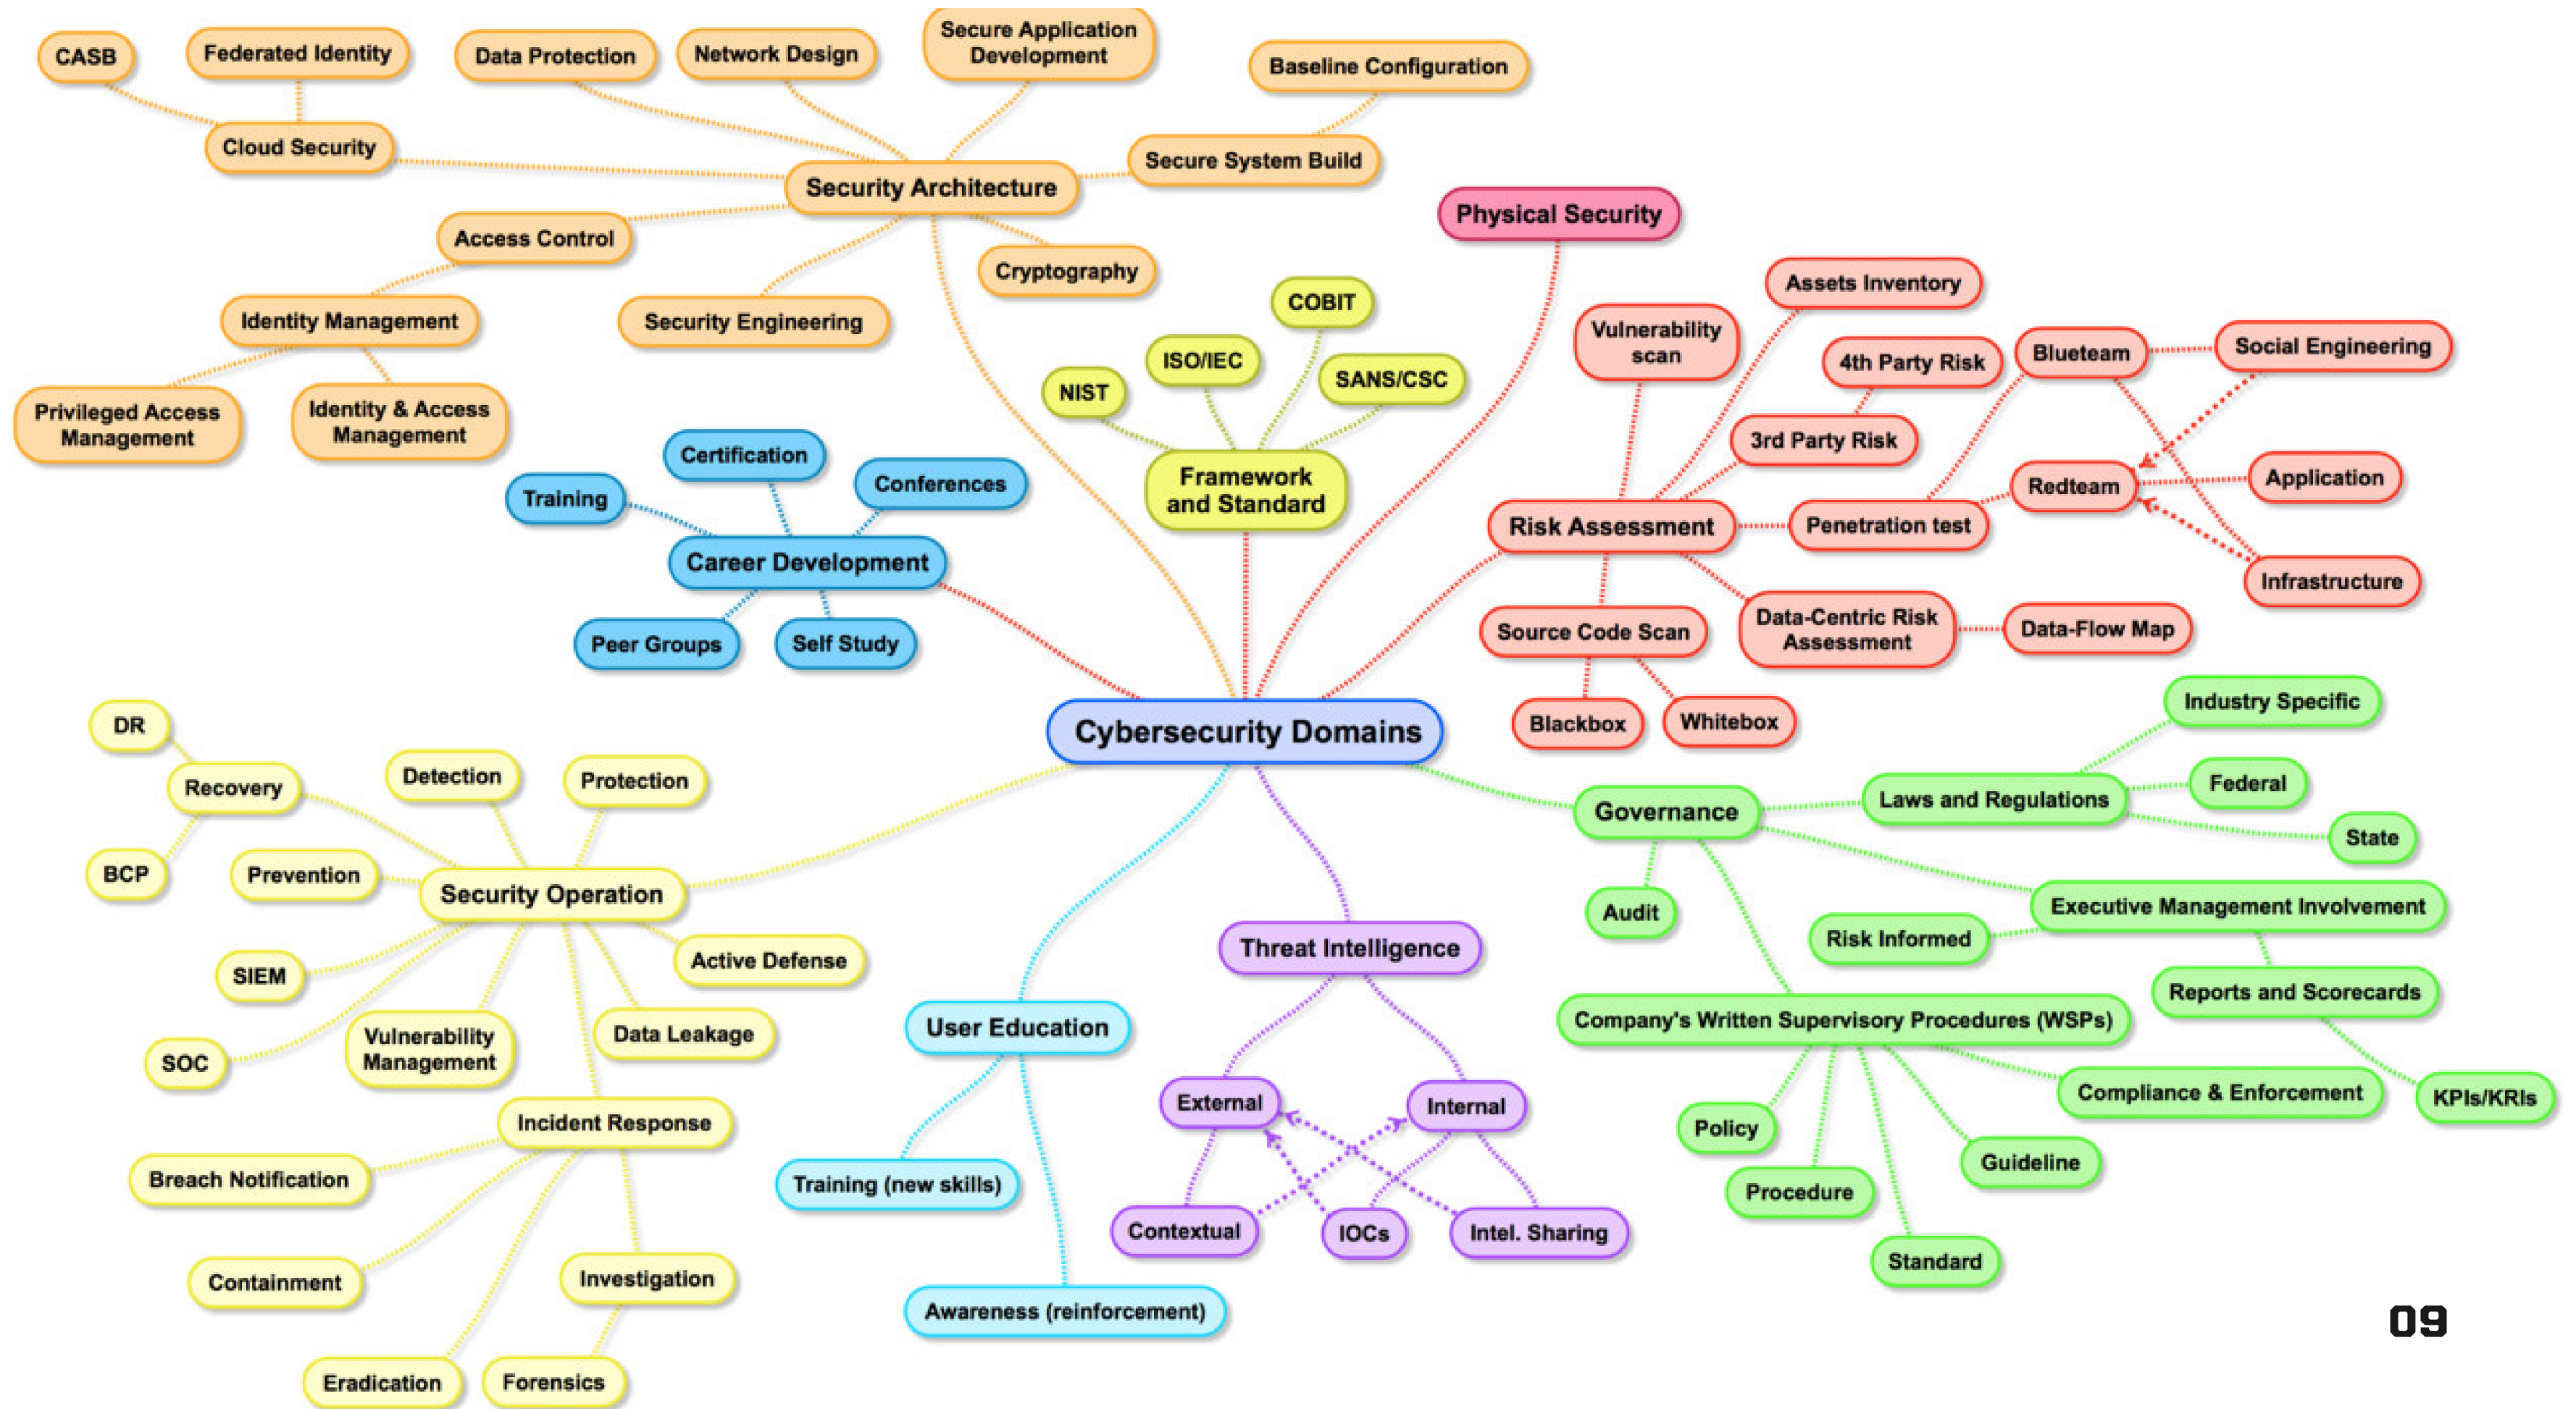 CASB
Federated Identity
Data Protection
Network Design
Secure Application
Development
Baseline Configuration
Cloud Security
Secure System Build
Security Architecture
Physical Security
Access Control
Cryptography
Identity Management
Security Engineering
Privileged Access
Management
Identity & Access
Management
COBIT
ISO/IEC
NIST
SANS/CSC
Framework
and Standard
Certification
Training
Conferences
Career Development
Peer Groups
Self Study
Assets Inventory
Vulnerability
scan
4th Party Risk
Blueteam
Social Engineering
3rd Party Risk
Redteam
Application
Risk Assessment
Penetration test
Infrastructure
Source Code Scan
Data-Centric Risk
Assessment
Data-Flow Map
Blackbox
Whitebox
Cybersecurity Domains
DR
Recovery
Detection
Protection
BCP
Prevention
Security Operation
SIEM
Active Defense
SOC
Vulnerability
Management
Data Leakage
Incident Response
Breach Notification
Containment
Investigation
Eradication
Forensics
User Education
Training (new skills)
Awareness (reinforcement)
Threat Intelligence
External
Internal
Contextual
IOCs
Intel. Sharing
Industry Specific
Governance
Laws and Regulations
Federal
State
Audit
Executive Management Involvement
Risk Informed
Reports and Scorecards
Company's Written Supervisory Procedures (WSPs)
Compliance & Enforcement
KPIs/KRIs
Policy
Guideline
Procedure
Standard
09